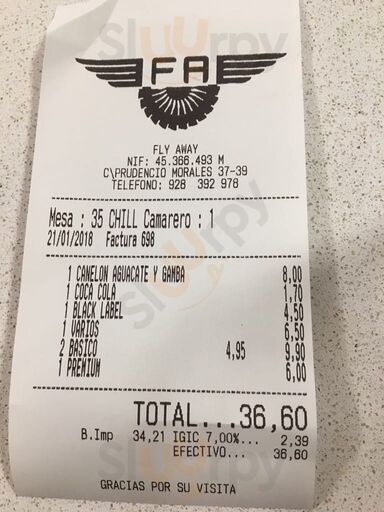 FA
FLY AWAY
NIF: 45.366.493 M
C\PRUDENCIO MORALES 37-39
TELEFONO: 928 392 978
Mesa : 35 CHILL Camarero : 1
21/01/2018 Factura 698
1 CANELON AGUACATE Y GAMBA 8,00
1 COCA COLA 1,70
1 BLACK LABEL 4,50
1 VARIOS 6,50
2 BASICO 4,95 9,90
1 PREMIUM 6,00
TOTAL...36,60
B.Imp 34,21 IGIC 7,00%... 2,39
EFECTIVO... 36,60
GRACIAS POR SU VISITA
Sluurpy
Sluurpy
Sluurpy